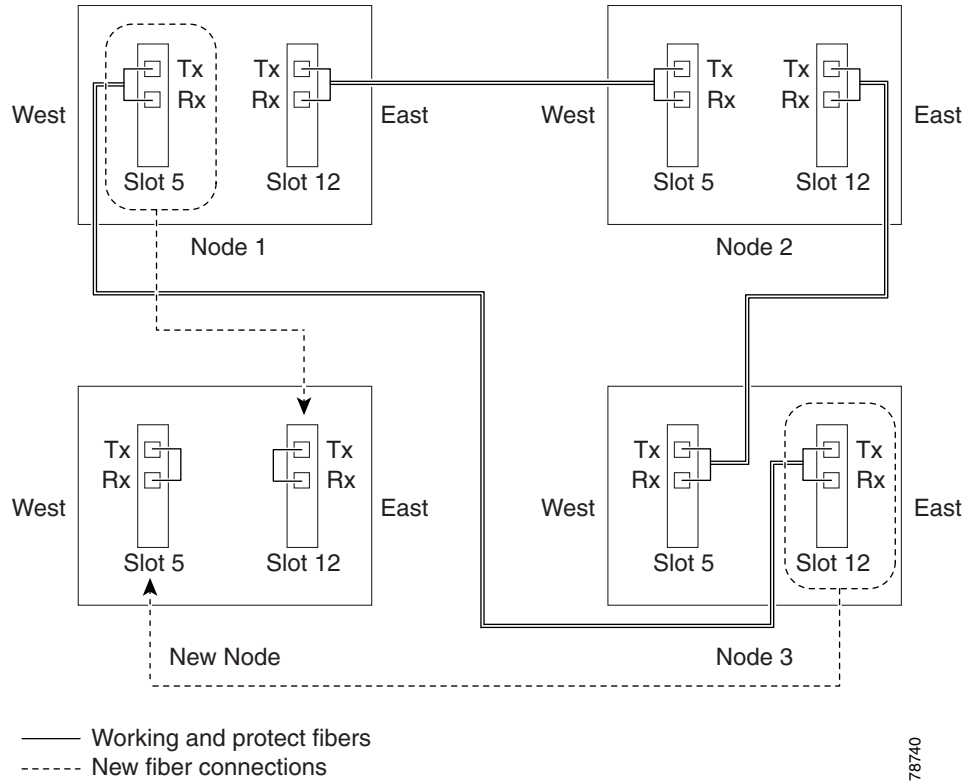 Tx Tx Tx Tx
Rx Rx Rx Rx
West East West East
Slot 5 Slot 12 Slot 5 Slot 12
Node 1 Node 2
Tx Tx Tx Tx
Rx Rx Rx Rx
West East West East
Slot 5 Slot 12 Slot 5 Slot 12
New Node Node 3
Working and protect fibers
New fiber connections
78740